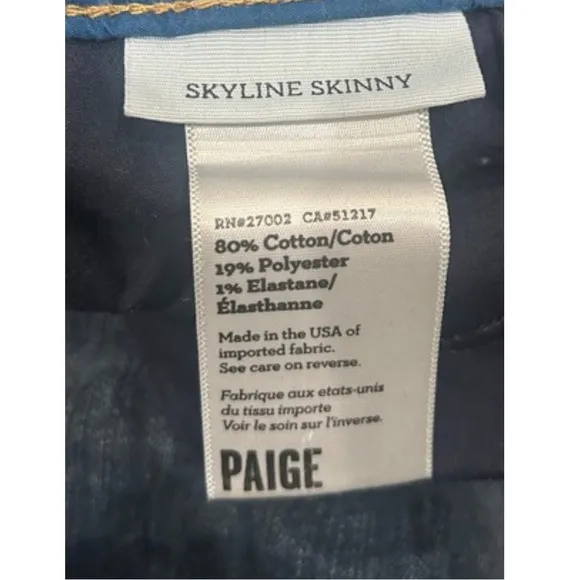 SKYLINE SKINNY
RN#27002 CA#51217
80% Cotton/Coton
19% Polyester
1% Elastane/
Élasthanne
Made in the USA of
imported fabric.
See care on reverse.
Fabrique aux etats-unis
du tissu importe
Voir le soin sur l'inverse.
PAIGE